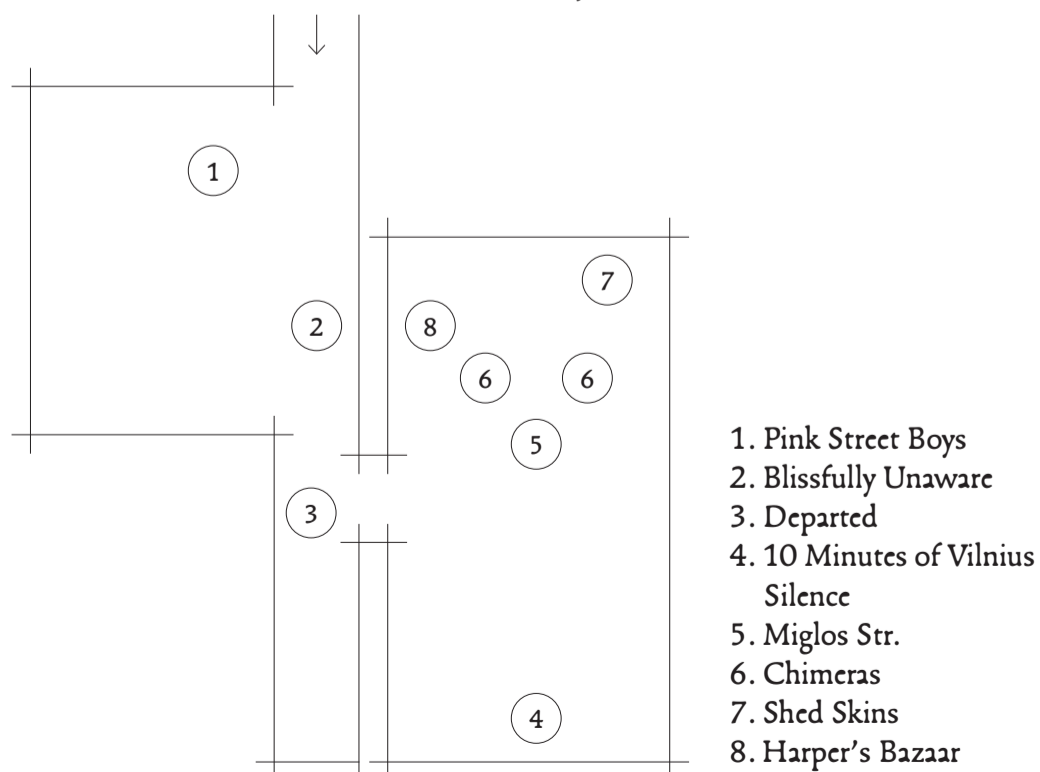 1
2
8
7
6
6
5
3
4
1. Pink Street Boys
2. Blissfully Unaware
3. Departed
4. 10 Minutes of Vilnius
Silence
5. Miglos Str.
6. Chimeras
7. Shed Skins
8. Harper's Bazaar